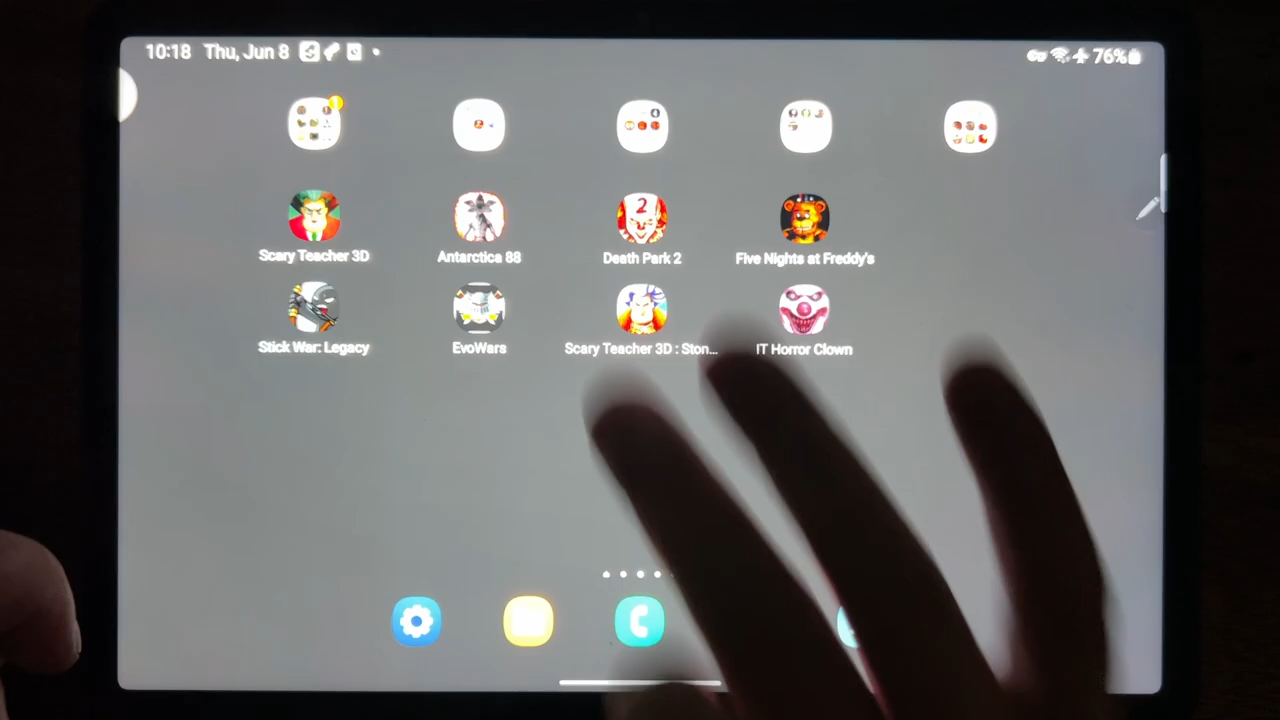 10:18 Thu, Jun 8
76%
Scary Teacher 3D
Antarctica 88
2
Death Park 2
Five Nights at Freddy's
Stick War: Legacy
EvoWars
Scary Teacher 3D : Ston...
IT Horror Clown